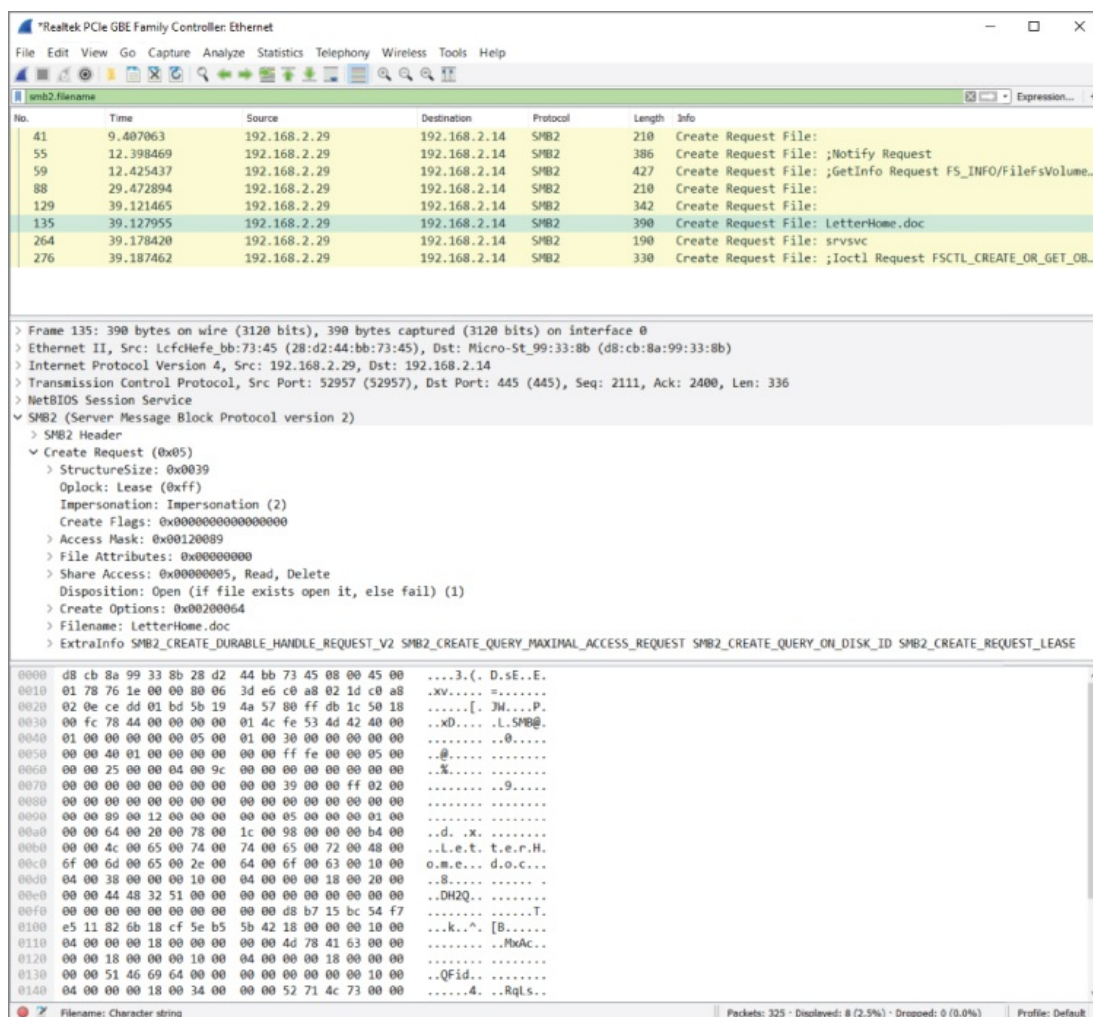 *Realtek PCIe GBE Family Controller: Ethernet
File Edit View Go Capture Analyze Statistics Telephony Wireless Tools Help
smb2.filename Expression...
No. Time Source Destination Protocol Length Info
41 9.407063 192.168.2.29 192.168.2.14 SMB2 210 Create Request File:
55 12.398469 192.168.2.29 192.168.2.14 SMB2 386 Create Request File: ;Notify Request
59 12.425437 192.168.2.29 192.168.2.14 SMB2 427 Create Request File: ;GetInfo Request FS_INFO/FileFsVolume…
88 29.472894 192.168.2.29 192.168.2.14 SMB2 210 Create Request File:
129 39.121465 192.168.2.29 192.168.2.14 SMB2 342 Create Request File:
135 39.127955 192.168.2.29 192.168.2.14 SMB2 390 Create Request File: LetterHome.doc
264 39.178420 192.168.2.29 192.168.2.14 SMB2 190 Create Request File: srvsvc
276 39.187462 192.168.2.29 192.168.2.14 SMB2 330 Create Request File: ;Ioctl Request FSCTL_CREATE_OR_GET_OB…
> Frame 135: 390 bytes on wire (3120 bits), 390 bytes captured (3120 bits) on interface 0
> Ethernet II, Src: LcfcHefe_bb:73:45 (28:d2:44:bb:73:45), Dst: Micro-St_99:33:8b (d8:cb:8a:99:33:8b)
> Internet Protocol Version 4, Src: 192.168.2.29, Dst: 192.168.2.14
> Transmission Control Protocol, Src Port: 52957 (52957), Dst Port: 445 (445), Seq: 2111, Ack: 2400, Len: 336
> NetBIOS Session Service
SMB2 (Server Message Block Protocol version 2)
> SMB2 Header
Create Request (0x05)
> StructureSize: 0x0039
Oplock: Lease (0xff)
Impersonation: Impersonation (2)
Create Flags: 0x0000000000000000
> Access Mask: 0x00120089
> File Attributes: 0x00000000
> Share Access: 0x00000005, Read, Delete
Disposition: Open (if file exists open it, else fail) (1)
> Create Options: 0x00200064
> Filename: LetterHome.doc
> ExtraInfo SMB2_CREATE_DURABLE_HANDLE_REQUEST_V2 SMB2_CREATE_QUERY_MAXIMAL_ACCESS_REQUEST SMB2_CREATE_QUERY_ON_DISK_ID SMB2_CREATE_REQUEST_LEASE
0000 d8 cb 8a 99 33 8b 28 d2 44 bb 73 45 08 00 45 00 ....3.(. D.sE..E.
0010 01 78 76 1e 00 00 80 06 3d e6 c0 a8 02 1d c0 a8 .xv..... =.......
0020 02 0e ce dd 01 bd 5b 19 4a 57 80 ff db 1c 50 18 ......[. JW....P.
0030 00 fc 78 44 00 00 00 00 01 4c fe 53 4d 42 40 00 ..xD.... .L.SMB@.
0040 01 00 00 00 00 00 05 00 01 00 30 00 00 00 00 00 ........ ..0.....
0050 00 00 40 01 00 00 00 00 00 00 ff fe 00 00 05 00 ..@..... ........
0060 00 00 25 00 00 04 00 9c 00 00 00 00 00 00 00 00 ..%..... ........
0070 00 00 00 00 00 00 00 00 00 00 39 00 00 ff 02 00 ........ ..9.....
0080 00 00 00 00 00 00 00 00 00 00 00 00 00 00 00 00 ........ ........
0090 00 00 89 00 12 00 00 00 00 00 05 00 00 00 01 00 ........ ........
00a0 00 00 64 00 20 00 78 00 1c 00 98 00 00 00 b4 00 ..d. .x. ........
00b0 00 00 4c 00 65 00 74 00 74 00 65 00 72 00 48 00 ..L.e.t. t.e.r.H.
00c0 6f 00 6d 00 65 00 2e 00 64 00 6f 00 63 00 10 00 o.m.e... d.o.c...
00d0 04 00 38 00 00 00 10 00 04 00 00 00 18 00 20 00 ..8..... ...... .
00e0 00 00 44 48 32 51 00 00 00 00 00 00 00 00 00 00 ..DH2Q.. ........
00f0 00 00 00 00 00 00 00 00 00 00 d8 b7 15 bc 54 f7 ........ ......T.
0100 e5 11 82 6b 18 cf 5e b5 5b 42 18 00 00 00 10 00 ...k..^. [B......
0110 04 00 00 00 18 00 00 00 00 00 4d 78 41 63 00 00 ........ ..MxAc..
0120 00 00 18 00 00 00 10 00 04 00 00 00 18 00 00 00 ........ ........
0130 00 00 51 46 69 64 00 00 00 00 00 00 00 00 10 00 ..QFid.. ........
0140 04 00 00 00 18 00 34 00 00 00 52 71 4c 73 00 00 ......4. ..RqLs..
Filename: Character string Packets: 325 · Displayed: 8 (2.5%) · Dropped: 0 (0.0%) Profile: Default